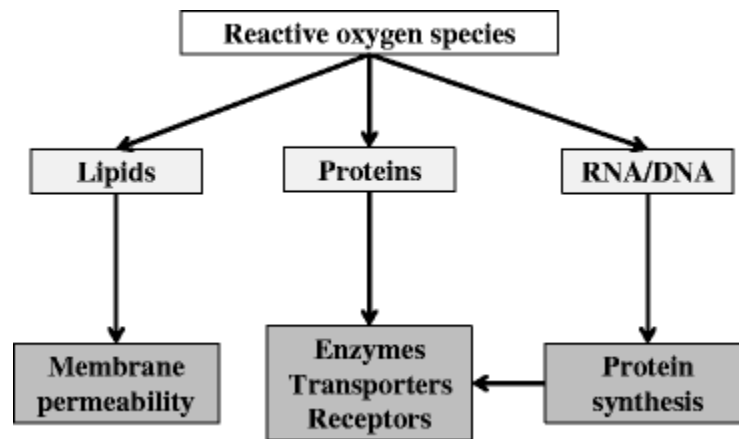 Reactive oxygen species
Lipids
Proteins
RNA/DNA
Membrane
permeability
Enzymes
Transporters
Receptors
Protein
synthesis